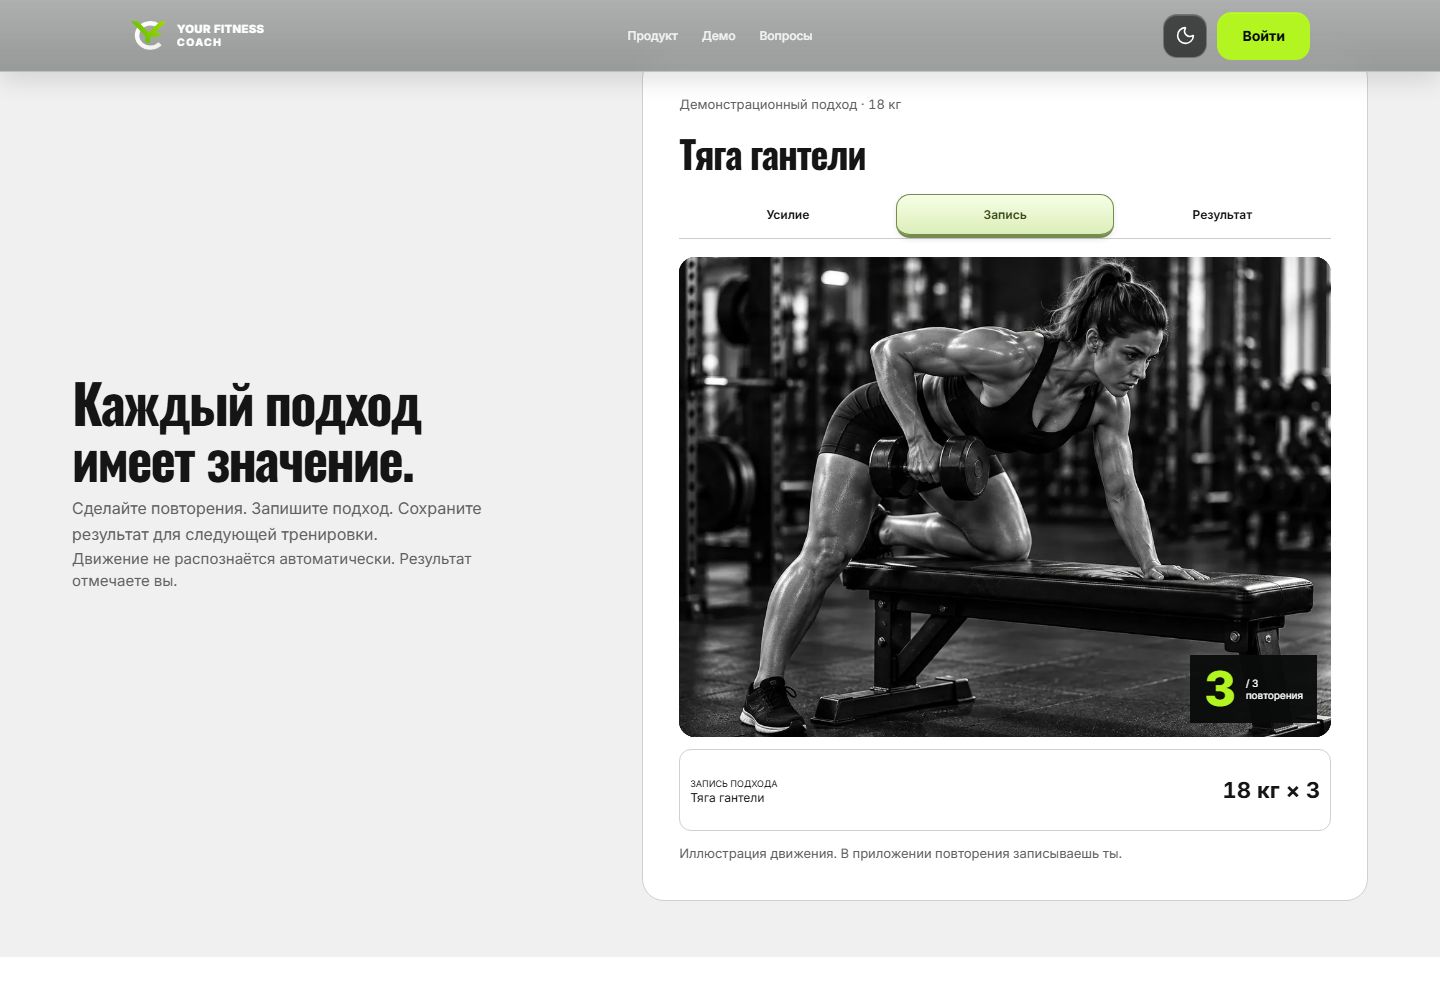 YOUR FITNESS
COACH
Продукт Демо Вопросы
Войти
Демонстрационный подход · 18 кг
Тяга гантели
Усилие Запись Результат
Каждый подход
имеет значение.
Сделайте повторения. Запишите подход. Сохраните
результат для следующей тренировки.
Движение не распознаётся автоматически. Результат
отмечаете вы.
3 / 3
повторения
ЗАПИСЬ ПОДХОДА
Тяга гантели
18 кг × 3
Иллюстрация движения. В приложении повторения записываешь ты.